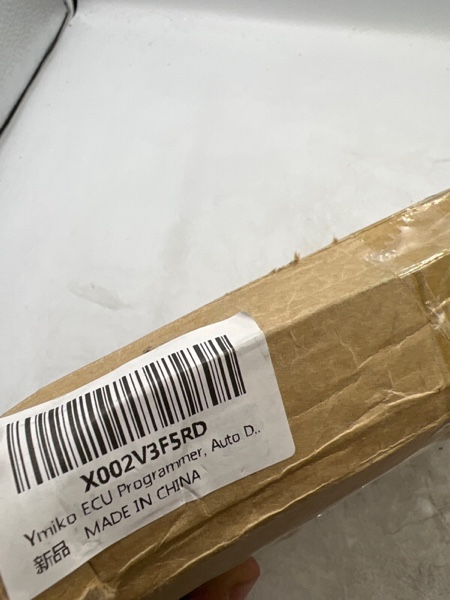 X002V3F5RD
Ymiko ECU Programmer, Auto D..
新品 MADE IN CHINA